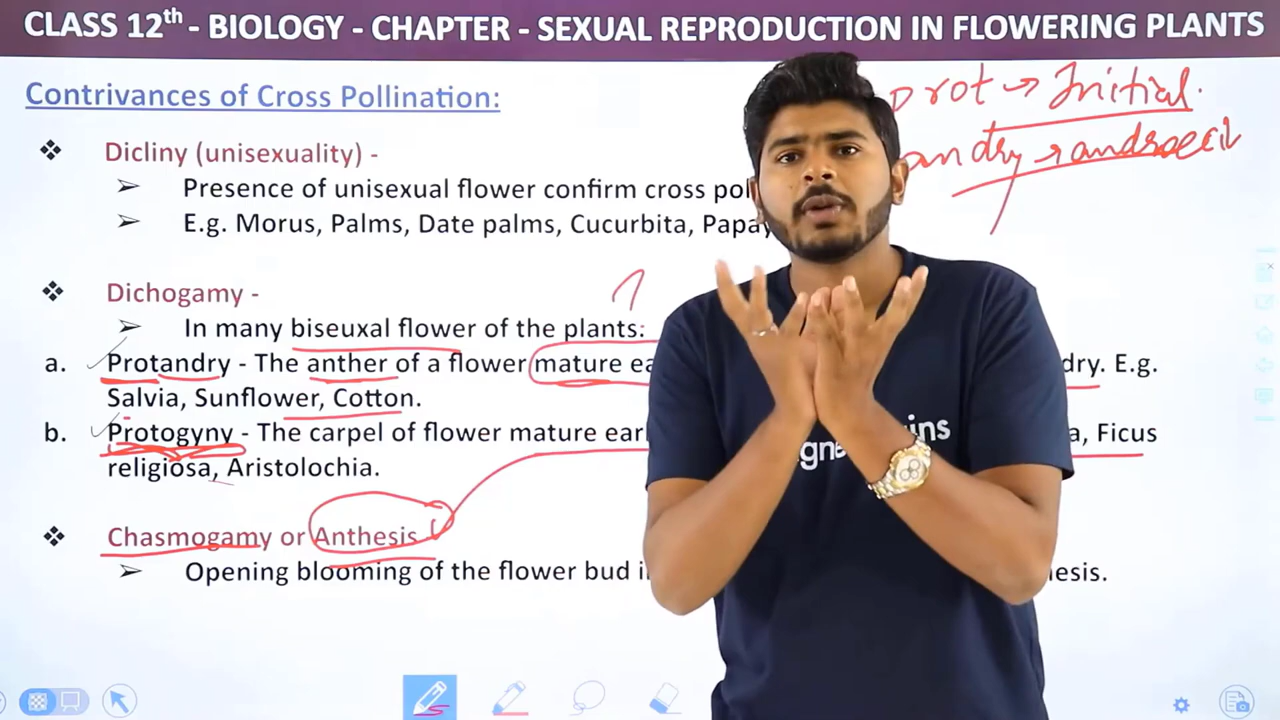 CLASS 12th - BIOLOGY - CHAPTER - SEXUAL REPRODUCTION IN FLOWERING PLANTS
Contrivances of Cross Pollination:
prot → Initial.
andry → androecium
Dicliny (unisexuality) -
Presence of unisexual flower confirm cross pol
E.g. Morus, Palms, Date palms, Cucurbita, Papay
Dichogamy -
In many biseuxal flower of the plants:
a. Protandry - The anther of a flower mature ea dry. E.g.
Salvia, Sunflower, Cotton.
b. Protogyny - The carpel of flower mature earl a, Ficus
religiosa, Aristolochia.
Chasmogamy or Anthesis
Opening blooming of the flower bud i hesis.